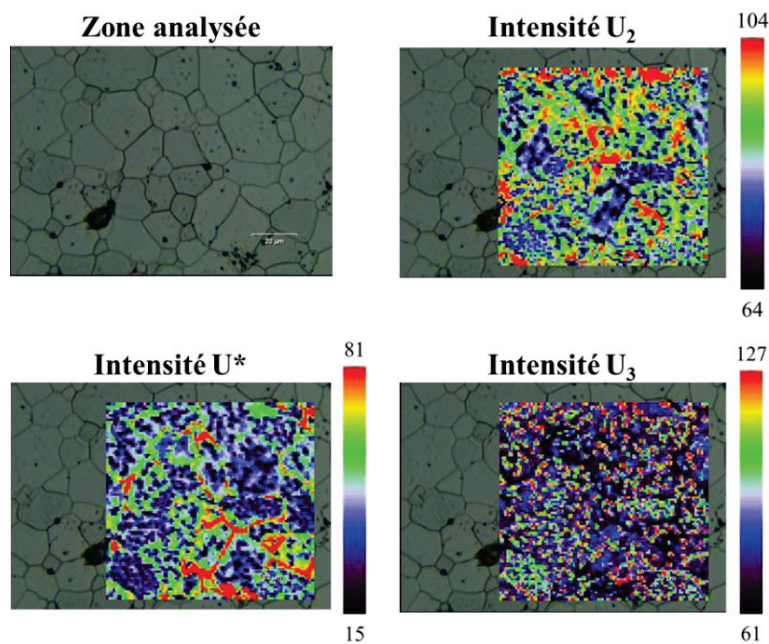 Zone analysée
20 µm
Intensité U₂
104
64
Intensité U*
81
15
Intensité U₃
127
61